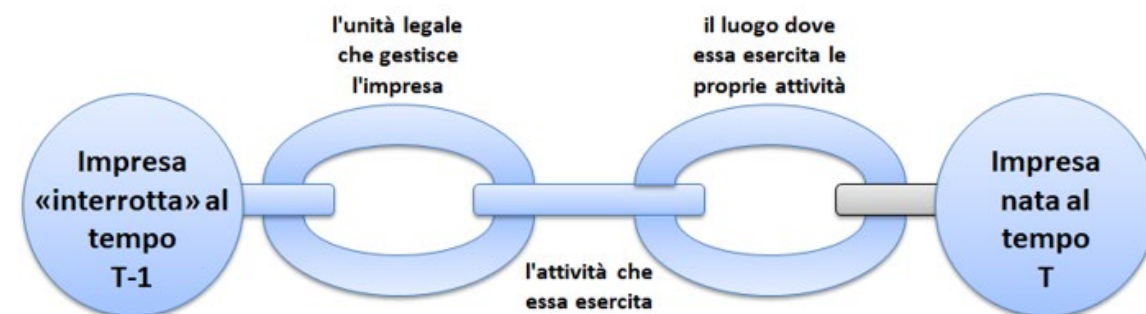 l'unità legale
che gestisce
l'impresa
il luogo dove
essa esercita le
proprie attività
Impresa
«interrotta» al
tempo
T-1
l'attività che
essa esercita
Impresa
nata al
tempo
T